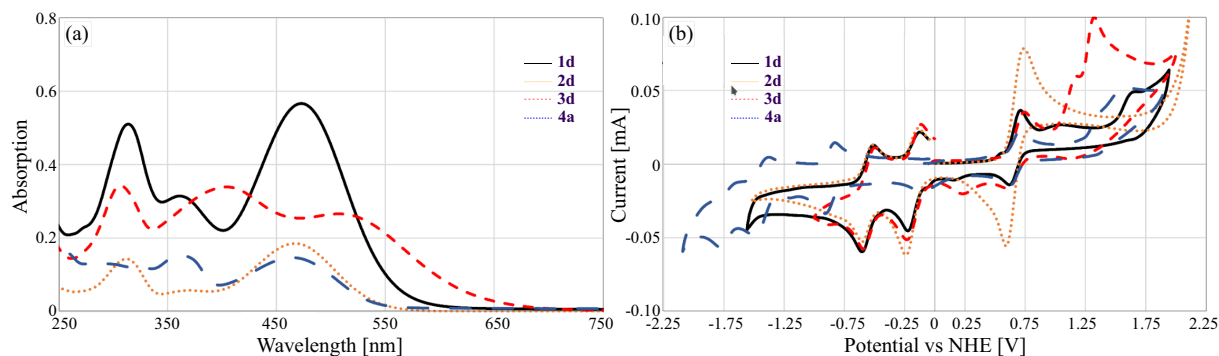 0.8
(a)
0.6
0.4
0.2
0
Absorption
1d
2d
3d
4a
250
350
450
550
650
750
Wavelength [nm]
0.10
(b)
0.05
0
-0.05
-0.10
Current [mA]
1d
2d
3d
4a
-2.25
-1.75
-1.25
-0.75
-0.25
0
0.25
0.75
1.25
1.75
2.25
Potential vs NHE [V]